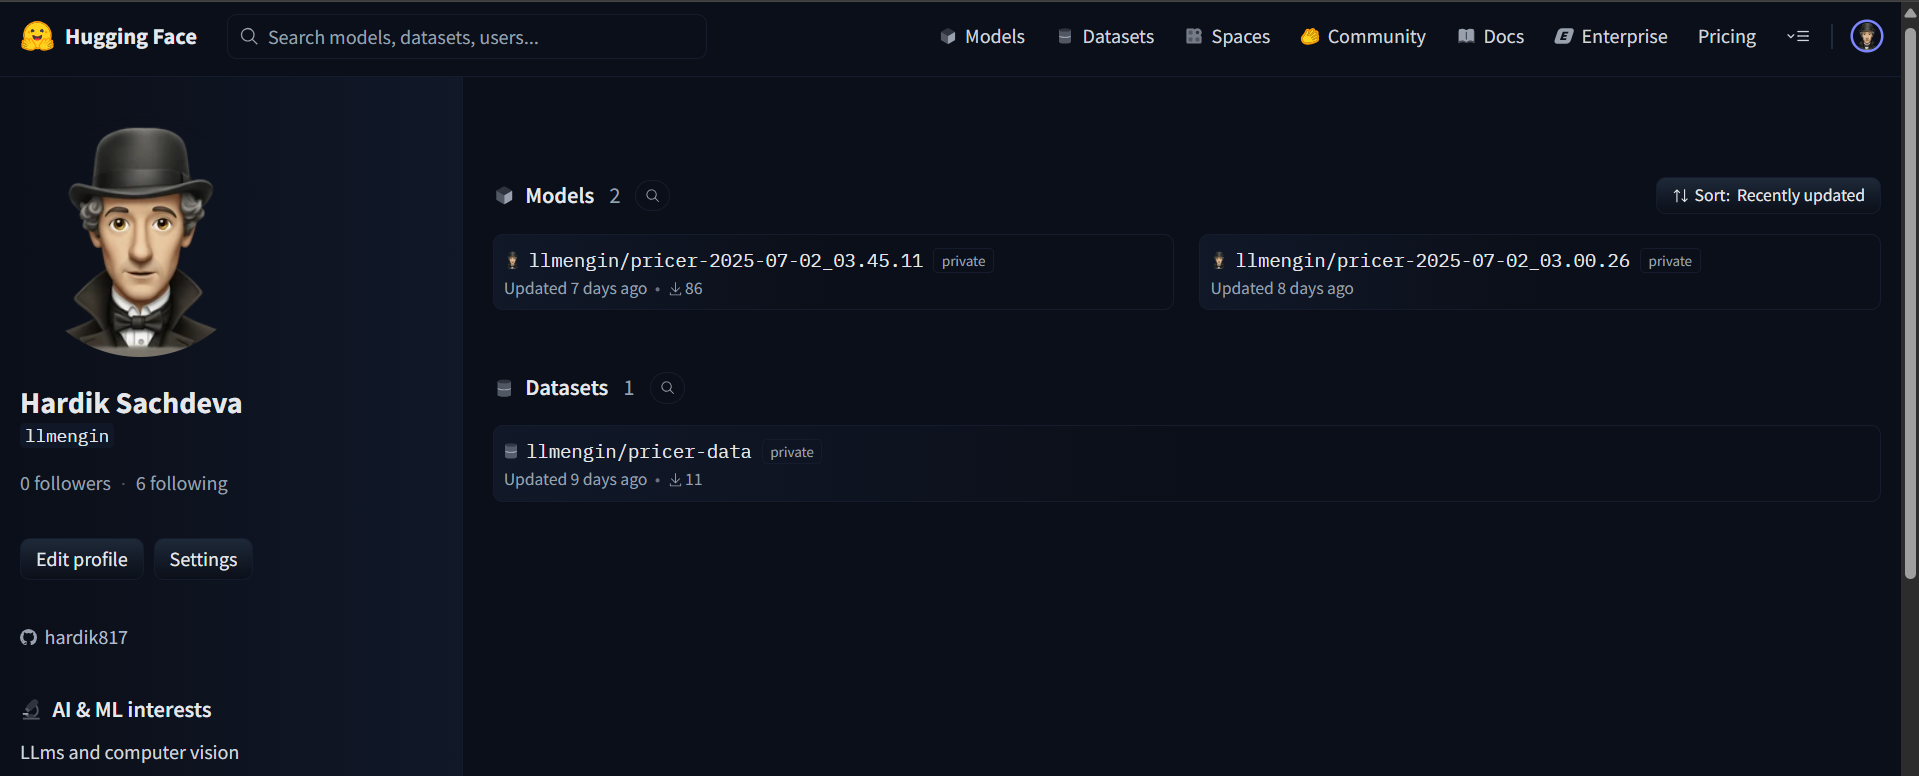 Hugging Face
Search models, datasets, users...
Models
Datasets
Spaces
Community
Docs
Enterprise
Pricing
Hardik Sachdeva
llmengin
0 followers · 6 following
Edit profile
Settings
hardik817
AI & ML interests
LLms and computer vision
Models 2
Sort: Recently updated
llmengin/pricer-2025-07-02_03.45.11 private
Updated 7 days ago • 86
llmengin/pricer-2025-07-02_03.00.26 private
Updated 8 days ago
Datasets 1
llmengin/pricer-data private
Updated 9 days ago • 11